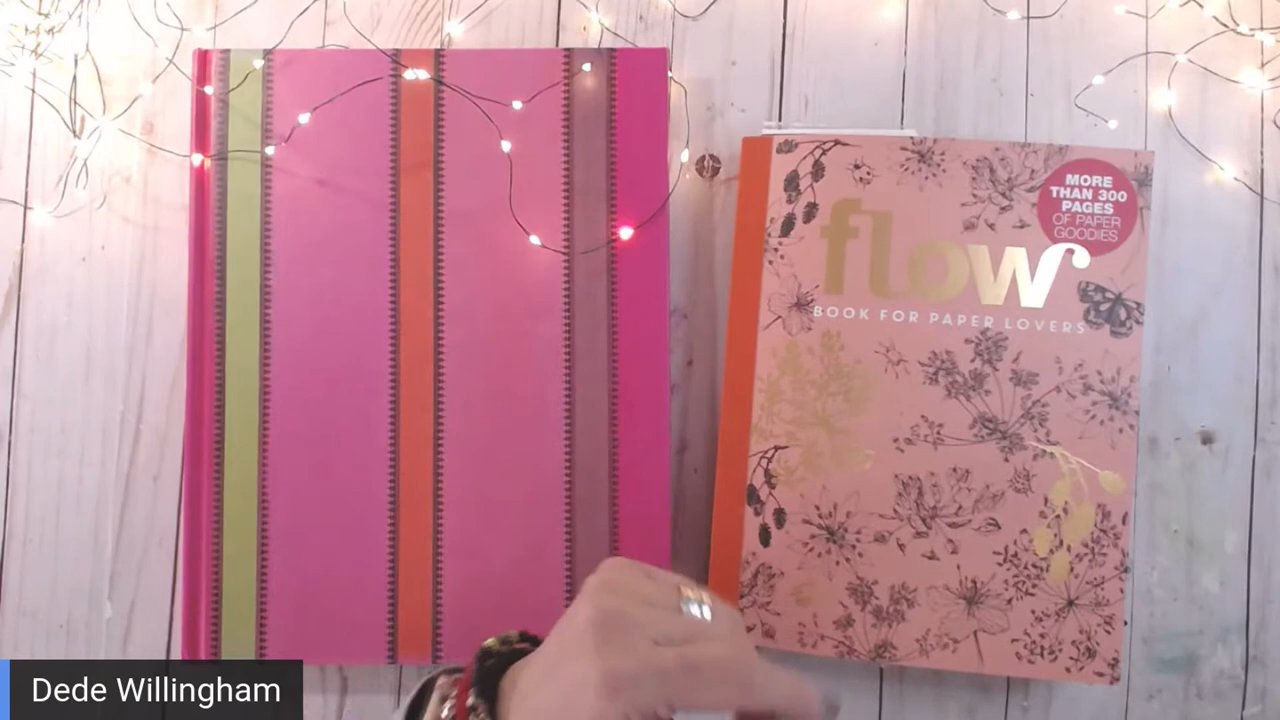 MORE
THAN 300
PAGES
OF PAPER
GOODIES
flow
BOOK FOR PAPER LOVERS
Dede Willingham